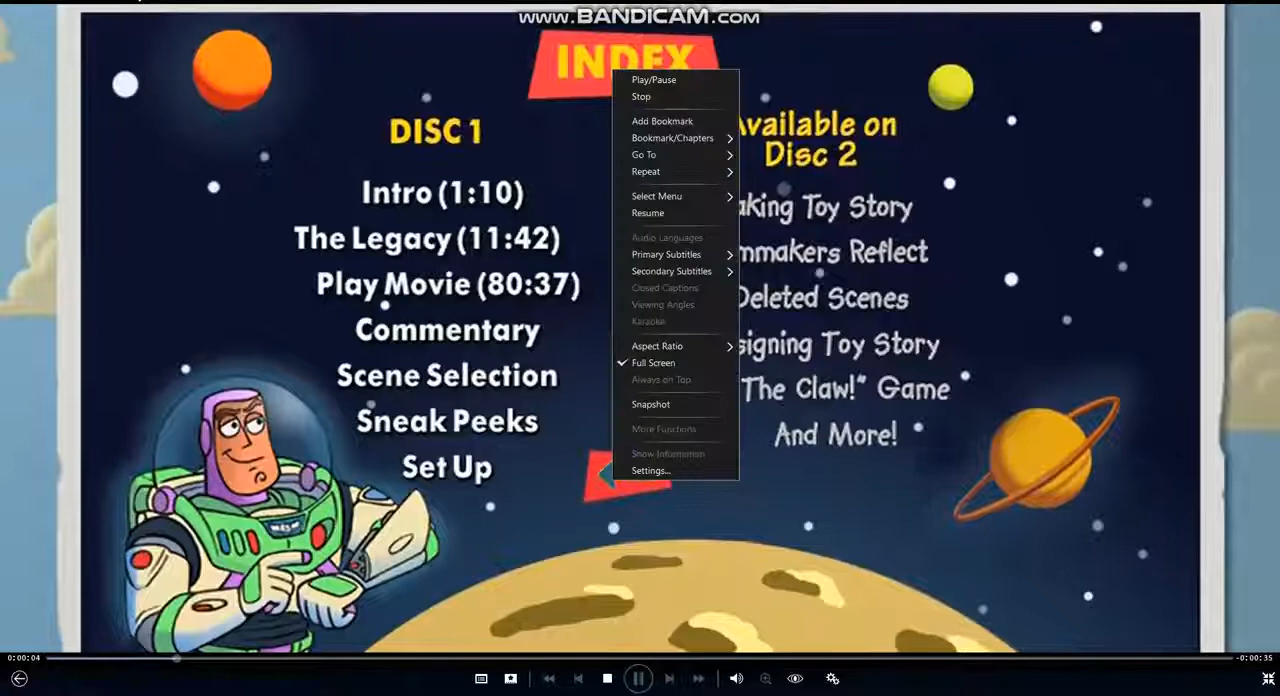 www.BANDICAM.com
INDEX
DISC 1
Intro (1:10)
The Legacy (11:42)
Play Movie (80:37)
Commentary
Scene Selection
Sneak Peeks
Set Up
Play/Pause
Stop
Add Bookmark
Bookmark/Chapters
Go To
Repeat
Select Menu
Resume
Audio Languages
Primary Subtitles
Secondary Subtitles
Closed Captions
Viewing Angles
Karaoke
Aspect Ratio
Full Screen
Always on Top
Snapshot
More Functions
Show Information
Settings...
Available on
Disc 2
Toy Story
Reflect
Deleted Scenes
Toy Story
"The Claw!" Game
And More!
0:00:04
-0:00:35